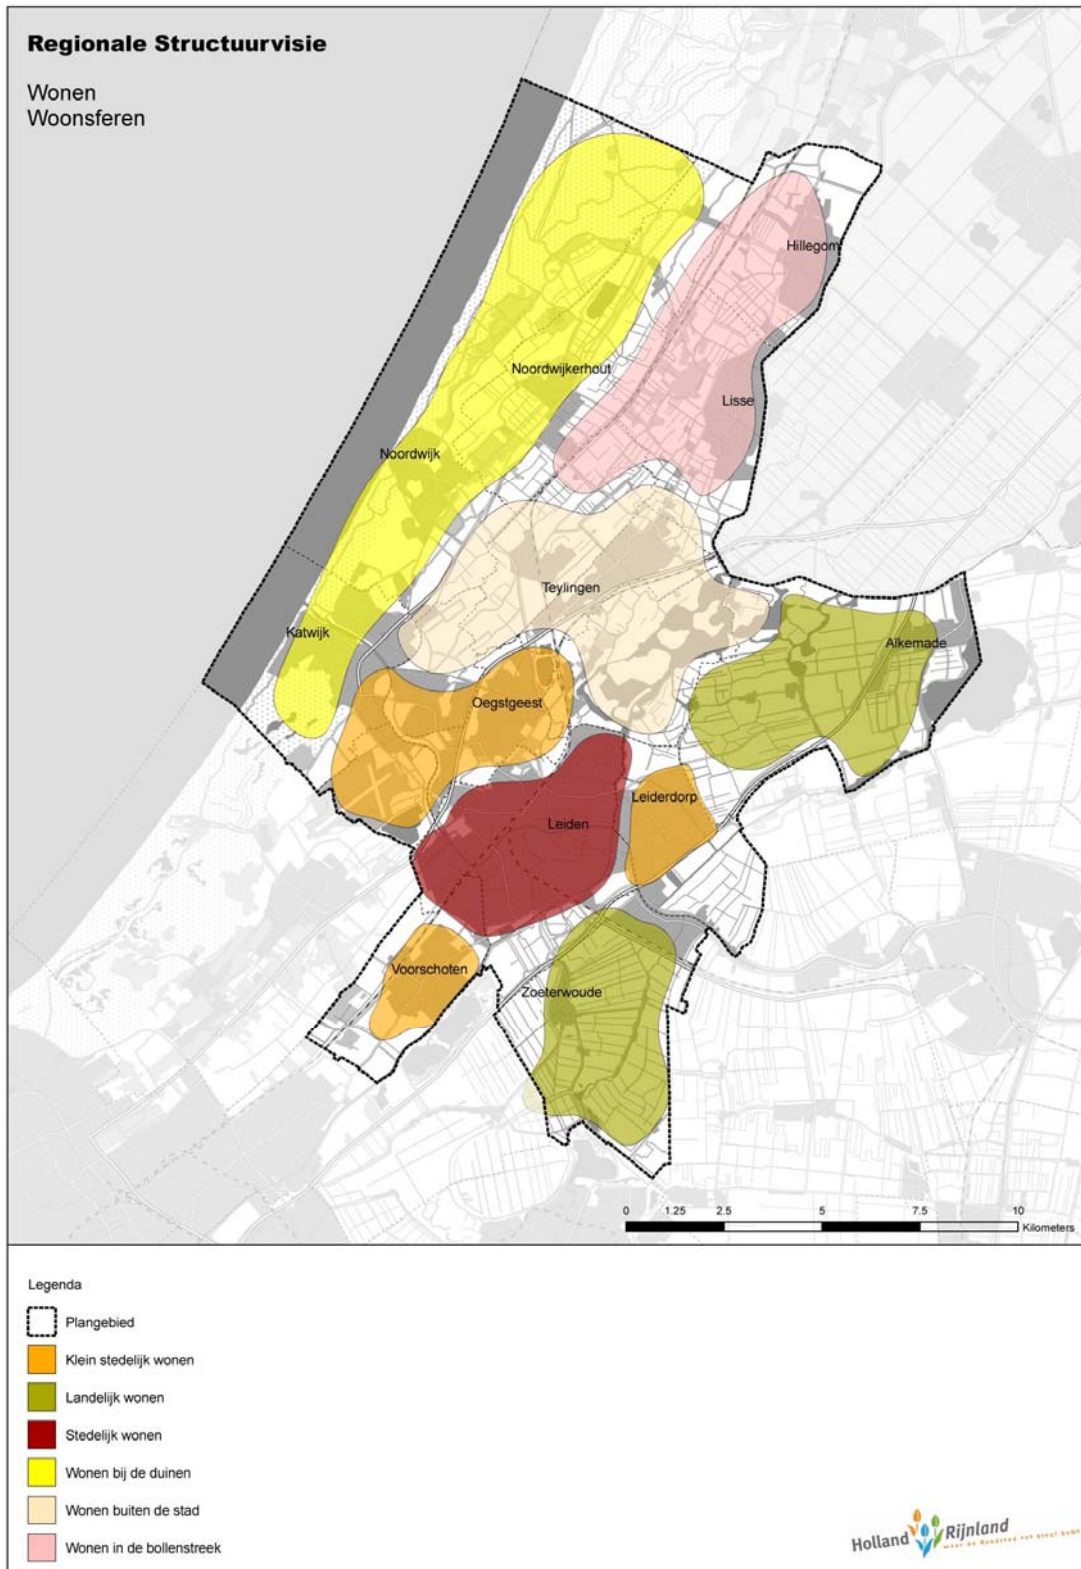 Regionale Structuurvisie
Wonen
Woonsferen
Hillegom
Noordwijkerhout
Lisse
Noordwijk
Teylingen
Katwijk
Alkemade
Oegstgeest
Leiderdorp
Leiden
Voorschoten
Zoeterwoude
0 1.25 2.5 5 7.5 10
Kilometers
Legenda
Plangebied
Klein stedelijk wonen
Landelijk wonen
Stedelijk wonen
Wonen bij de duinen
Wonen buiten de stad
Wonen in de bollenstreek
Holland Rijnland